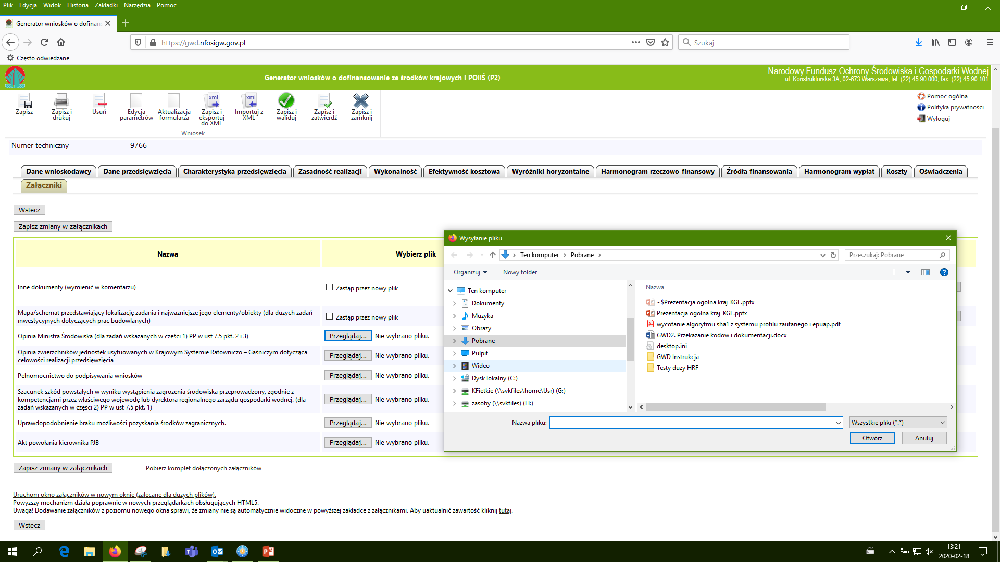 Plik Edycja Widok Historia Zakładki Narzędzia Pomoc
Generator wniosków o dofinan
https://gwd.nfosigw.gov.pl
Szukaj
Często odwiedzane
Generator wniosków o dofinansowanie ze środków krajowych i POIiŚ (P2)
Narodowy Fundusz Ochrony Środowiska i Gospodarki Wodnej
ul. Konstruktorska 3A, 02-673 Warszawa, tel: (22) 45 90 000, fax: (22) 45 90 101
Zapisz
Zapisz i drukuj
Usuń
Edycja parametrów
Aktualizacja formularza
xml
Zapisz i eksportuj do XML
xml
Importuj z XML
Zapisz i waliduj
Zapisz i zatwierdź
Zapisz i zamknij
Wniosek
Pomoc ogólna
Polityka prywatności
Wyloguj
Numer techniczny 9766
Dane wnioskodawcy Dane przedsięwzięcia Charakterystyka przedsięwzięcia Zasadność realizacji Wykonalność Efektywność kosztowa Wyróżniki horyzontalne Harmonogram rzeczowo-finansowy Źródła finansowania Harmonogram wypłat Koszty Oświadczenia
Załączniki
Wstecz
Zapisz zmiany w załącznikach
Nazwa Wybierz plik
Inne dokumenty (wymienić w komentarzu) Zastąp przez nowy plik
Mapa/schemat przedstawiający lokalizację zadania i najważniejsze jego elementy/obiekty (dla dużych zadań
inwestycyjnych dotyczących prac budowlanych)
Zastąp przez nowy plik
Opinia Ministra Środowiska (dla zadań wskazanych w części 1) PP w ust 7.5 pkt. 2 i 3) Przeglądaj... Nie wybrano pliku.
Opinia zwierzchników jednostek usytuowanych w Krajowym Systemie Ratowniczo – Gaśniczym dotycząca
celowości realizacji przedsięwzięcia
Przeglądaj... Nie wybrano pliku.
Pełnomocnictwo do podpisywania wniosków Przeglądaj... Nie wybrano pliku.
Szacunek szkód powstałych w wyniku wystąpienia zagrożenia środowiska przeprowadzony, zgodnie z
kompetencjami przez właściwego wojewodę lub dyrektora regionalnego zarządu gospodarki wodnej. (dla
zadań wskazanych w części 2) PP w ust 7.5 pkt. 1)
Przeglądaj... Nie wybrano pliku.
Uprawdopodobnienie braku możliwości pozyskania środków zagranicznych. Przeglądaj... Nie wybrano pliku.
Akt powołania kierownika PJB Przeglądaj... Nie wybrano pliku.
Zapisz zmiany w załącznikach Pobierz komplet dołączonych załączników
Uruchom okno załączników w nowym oknie (zalecane dla dużych plików).
Powyższy mechanizm działa poprawnie w nowych przeglądarkach obsługujących HTML5.
Uwaga! Dodawanie załączników z poziomu nowego okna sprawi, że zmiany nie są automatycznie widoczne w powyższej zakładce z załącznikami. Aby uaktualnić zawartość kliknij tutaj.
Wstecz
Wysyłanie pliku
Ten komputer Pobrane
Przeszukaj: Pobrane
Organizuj Nowy folder
Ten komputer
Dokumenty
Muzyka
Obrazy
Pobrane
Pulpit
Wideo
Dysk lokalny (C:)
KFietkie (\\svkfiles\home\Usr) (G:)
zasoby (\\svkfiles) (H:)
Nazwa
~$Prezentacja ogolna kraj_KGF.pptx
Prezentacja ogolna kraj_KGF.pptx
wycofanie algorytmu sha1 z systemu profilu zaufanego i epuap.pdf
GWD2. Przekazanie kodow i dokumentacji.docx
desktop.ini
GWD Instrukcja
Testy duzy HRF
Nazwa pliku:
Wszystkie pliki (*.*)
Otwórz Anuluj
13:21
2020-02-18